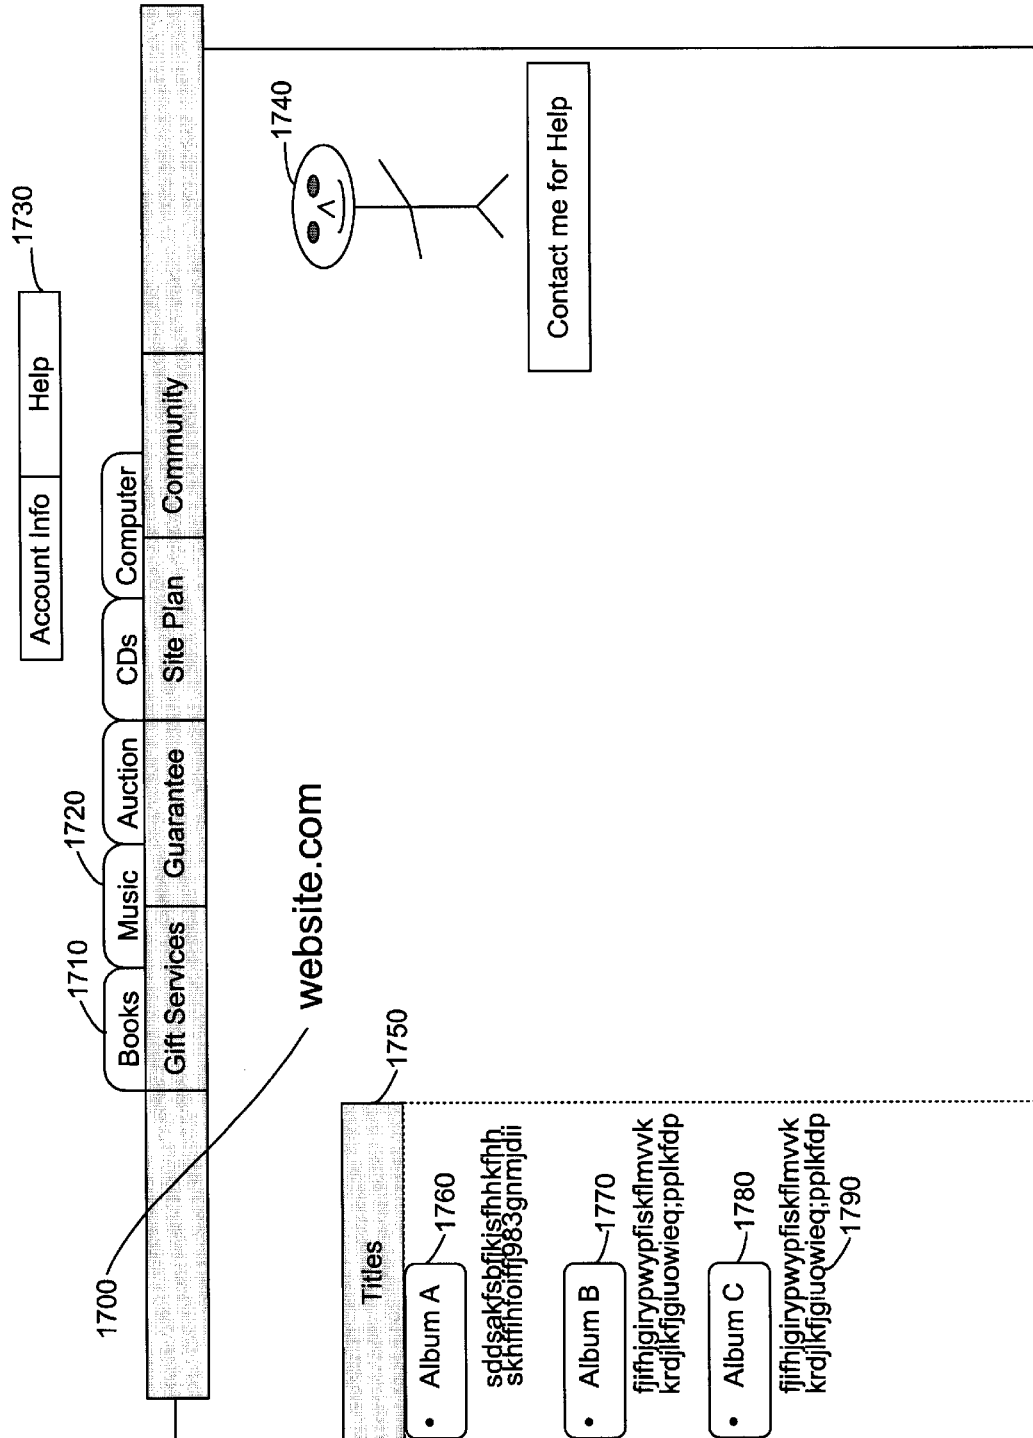 Account Info Help 1730
1710 1720
Books Music Auction CDs Computer
Gift Services Guarantee Site Plan Community
1700
website.com
1740
Contact me for Help
Titles 1750
• Album A 1760
sddsakfsbfjkjsfhhkfhh
skhffihfoiffj983gnmjdii
• Album B 1770
fjifhjgirypwypfiskflmvvk
krdjlkfjgiuowieq;pplkfdp
• Album C 1780
fjifhjgirypwypfiskflmvvk
krdjlkfjgiuowieq;pplkfdp
1790